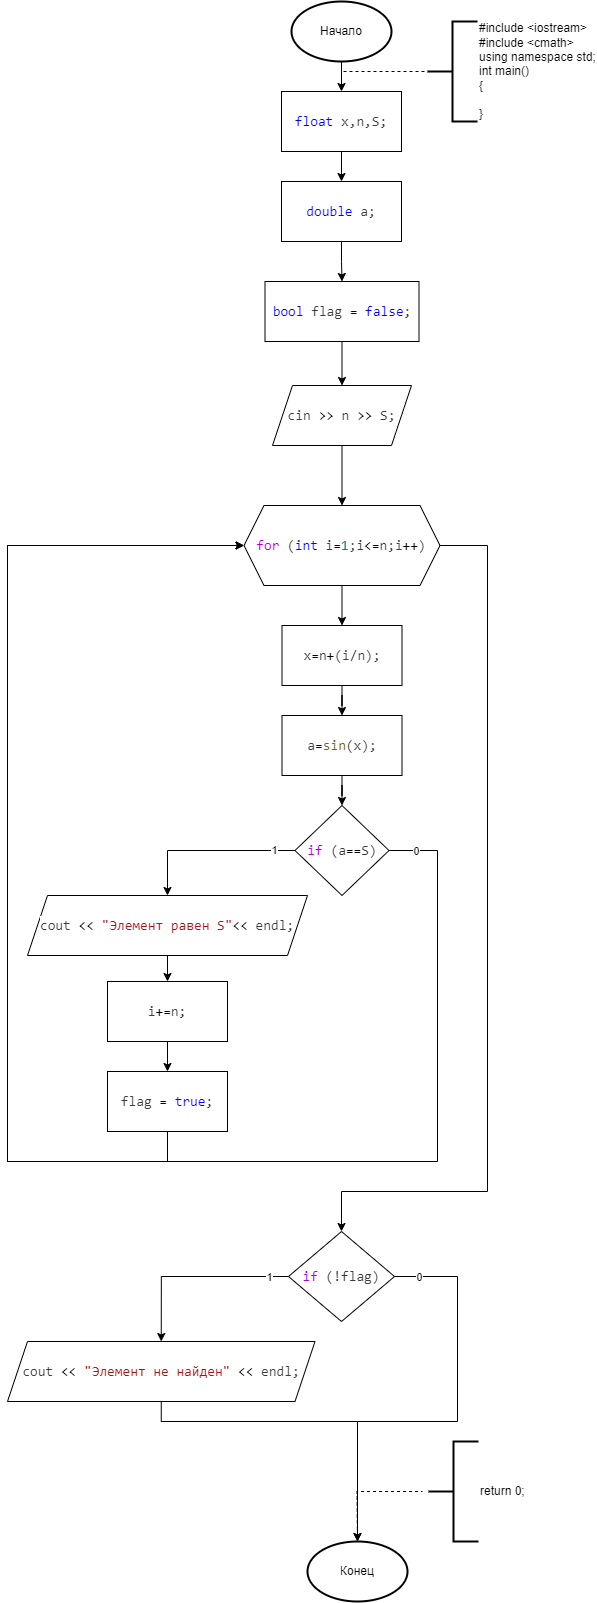 Начало
#include <iostream>
#include <cmath>
using namespace std;
int main()
{
}
float x,n,S;
double a;
bool flag = false;
cin >> n >> S;
for (int i=1;i<=n;i++)
x=n+(i/n);
a=sin(x);
if (a==S)
1
0
cout << "Элемент равен S"<< endl;
i+=n;
flag = true;
if (!flag)
1
0
cout << "Элемент не найден" << endl;
return 0;
Конец